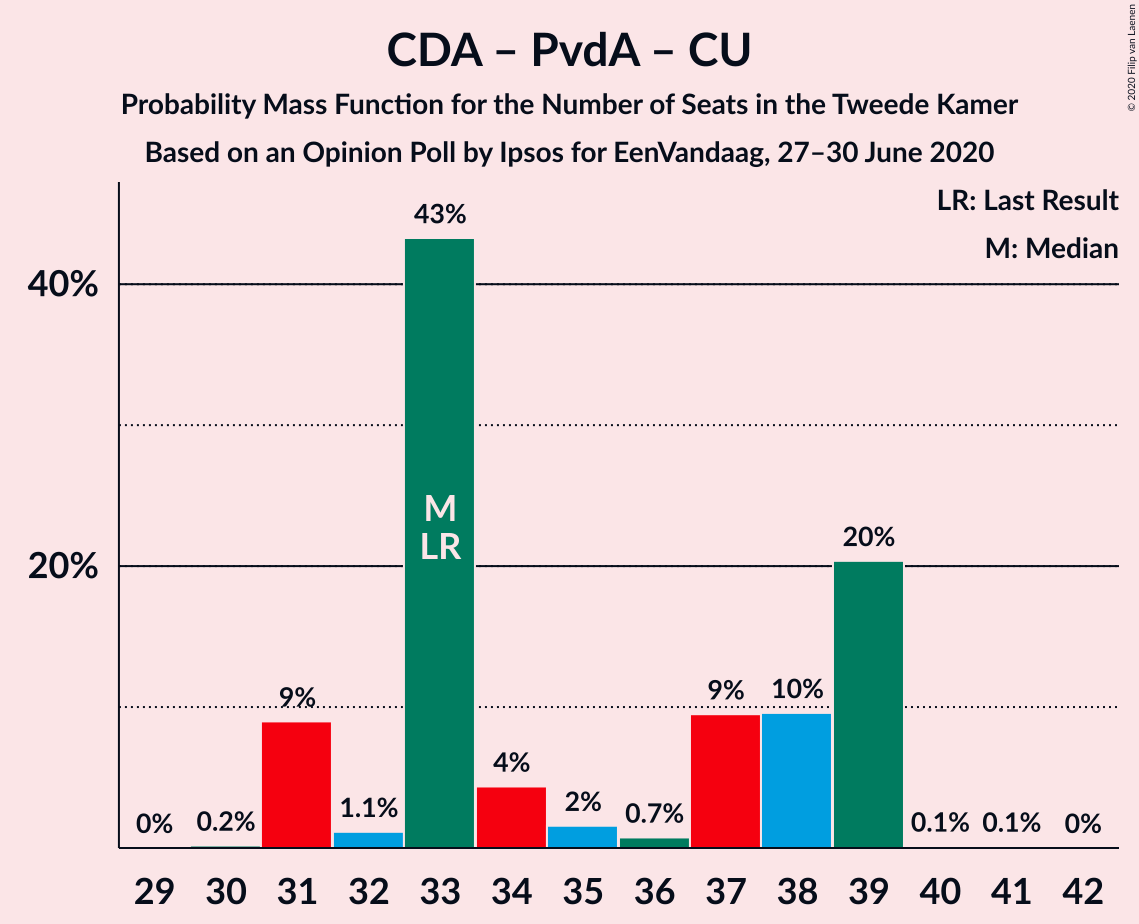 CDA – PvdA – CU
Probability Mass Function for the Number of Seats in the Tweede Kamer
Based on an Opinion Poll by Ipsos for EenVandaag, 27–30 June 2020
© 2020 Filip van Laenen
LR: Last Result
M: Median
43%
40%
M
LR
20%
20%
9%
9%
10%
4%
0%
0.2%
1.1%
2%
0.7%
0.1%
0.1%
0%
29 30 31 32 33 34 35 36 37 38 39 40 41 42